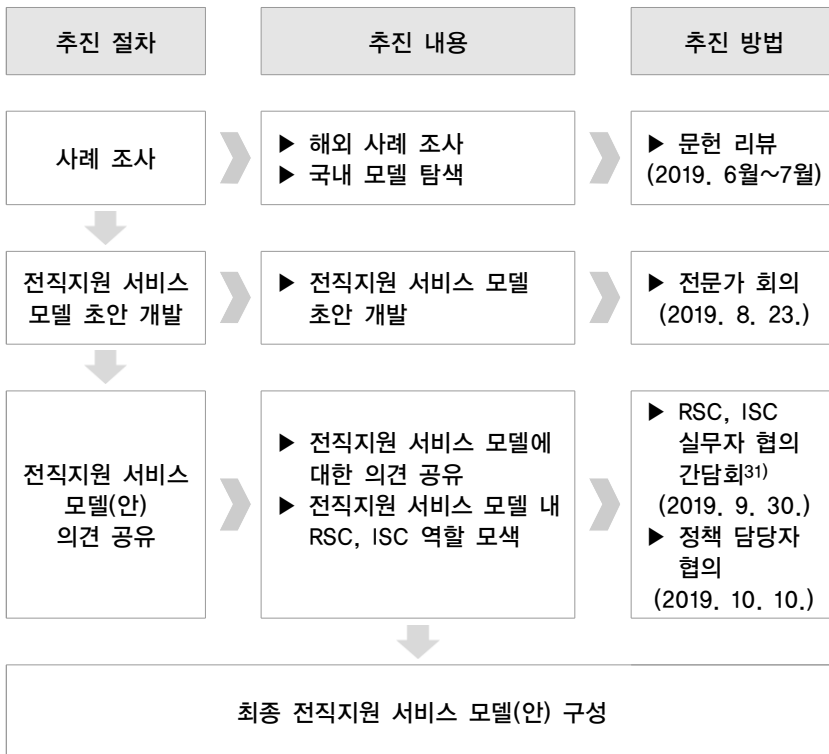 추진 절차
추진 내용
추진 방법
사례 조사
▶ 해외 사례 조사
▶ 국내 모델 탐색
▶ 문헌 리뷰
(2019. 6월~7월)
전직지원 서비스
모델 초안 개발
▶ 전직지원 서비스 모델
초안 개발
▶ 전문가 회의
(2019. 8. 23.)
전직지원 서비스
모델(안)
의견 공유
▶ 전직지원 서비스 모델에
대한 의견 공유
▶ 전직지원 서비스 모델 내
RSC, ISC 역할 모색
▶ RSC, ISC
실무자 협의
간담회31)
(2019. 9. 30.)
▶ 정책 담당자
협의
(2019. 10. 10.)
최종 전직지원 서비스 모델(안) 구성